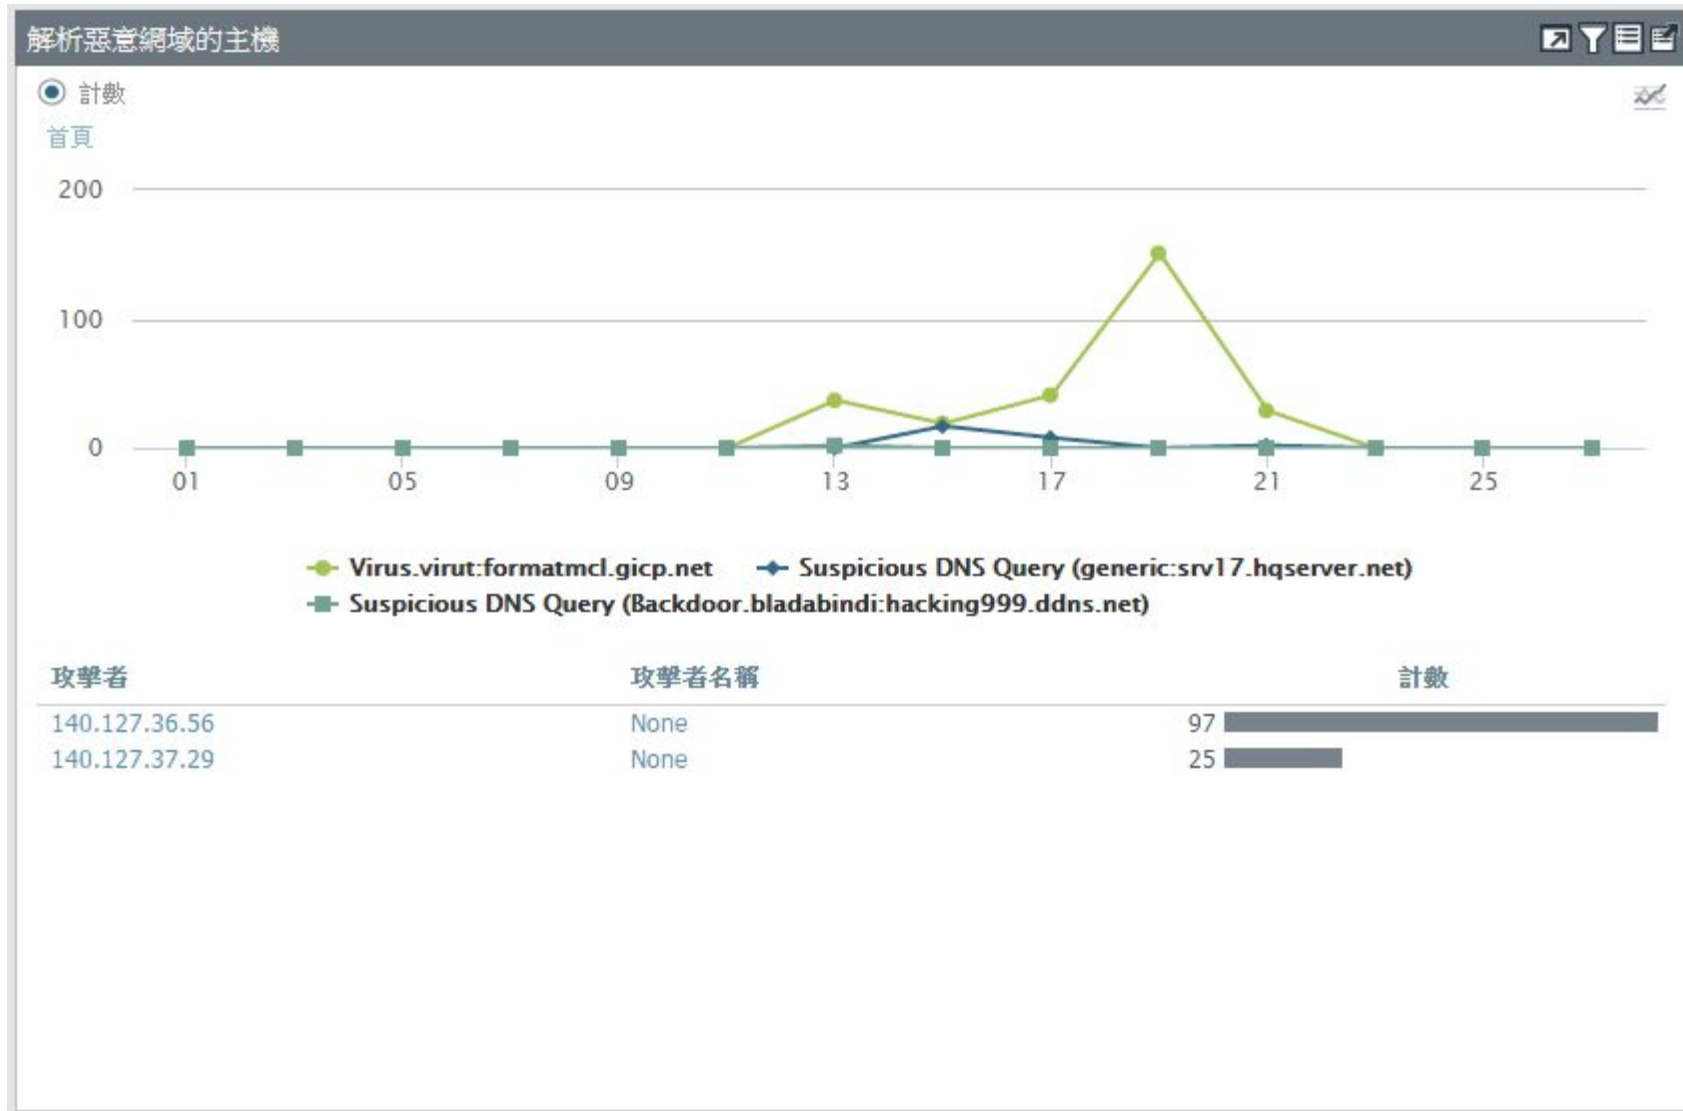 解析惡意網域的主機
計數
首頁
200
100
0
01 05 09 13 17 21 25
Virus.virut:formatmcl.gicp.net Suspicious DNS Query (generic:srv17.hqserver.net)
Suspicious DNS Query (Backdoor.bladabindi:hacking999.ddns.net)
攻擊者 攻擊者名稱 計數
140.127.36.56 None 97
140.127.37.29 None 25